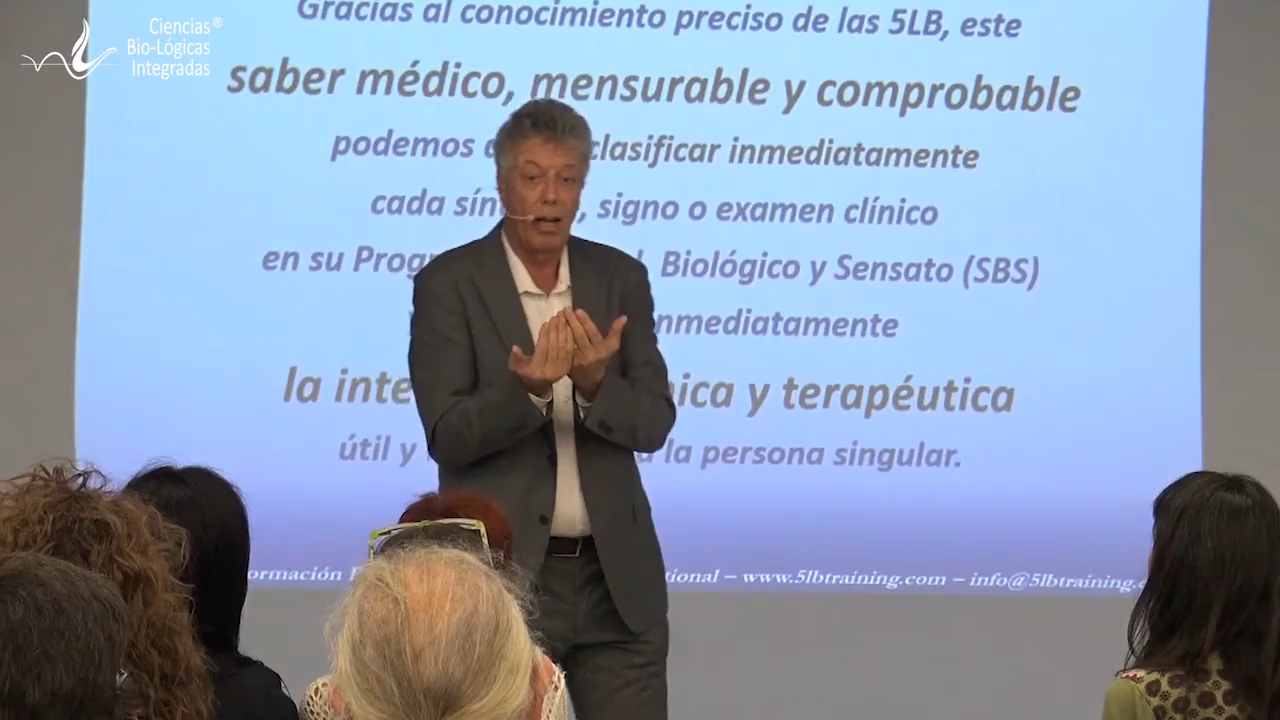 Ciencias®
Bio-Lógicas
Integradas
Gracias al conocimiento preciso de las 5LB, este
saber médico, mensurable y comprobable
podemos clasificar inmediatamente
cada signo o examen clínico
en su Biológico y Sensato (SBS)
la y terapéutica
útil y la persona singular.
– www.5lbtraining.com – info@5lbtraining.